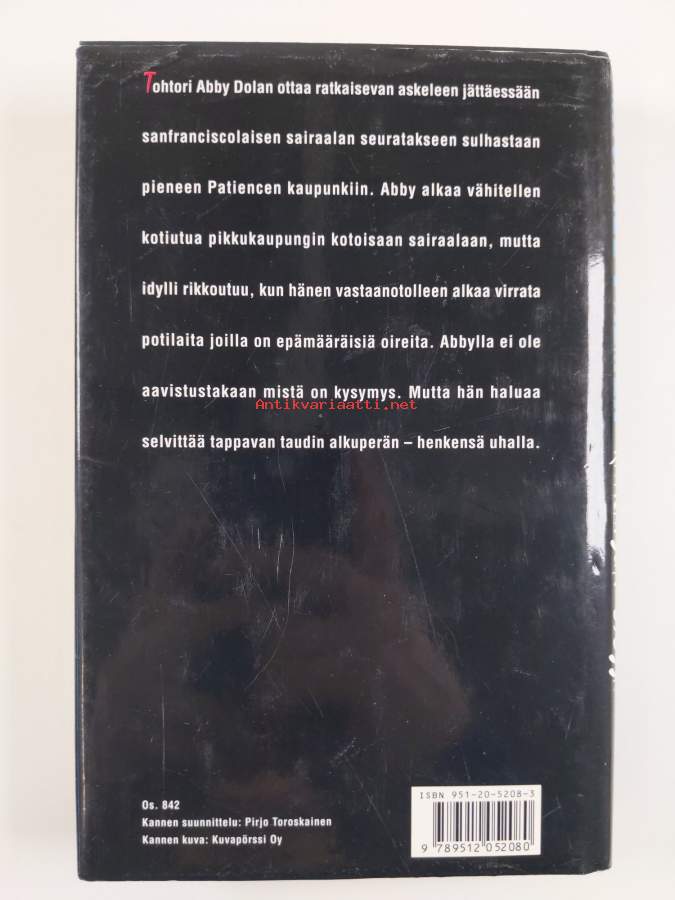 Tohtori Abby Dolan ottaa ratkaisevan askeleen jättäessään
sanfranciscolaisen sairaalan seuratakseen sulhastaan
pieneen Patiencen kaupunkiin. Abby alkaa vähitellen
kotiutua pikkukaupungin kotoisaan sairaalaan, mutta
idylli rikkoutuu, kun hänen vastaanotolleen alkaa virrata
potilaita joilla on epämääräisiä oireita. Abbylla ei ole
aavistustakaan mistä on kysymys. Mutta hän haluaa
Antikvariaatti.net
selvittää tappavan taudin alkuperän – henkensä uhalla.
Os. 842
Kannen suunnittelu: Pirjo Toroskainen
Kannen kuva: Kuvapörssi Oy
ISBN 951-20-5208-3
9 789512 052080